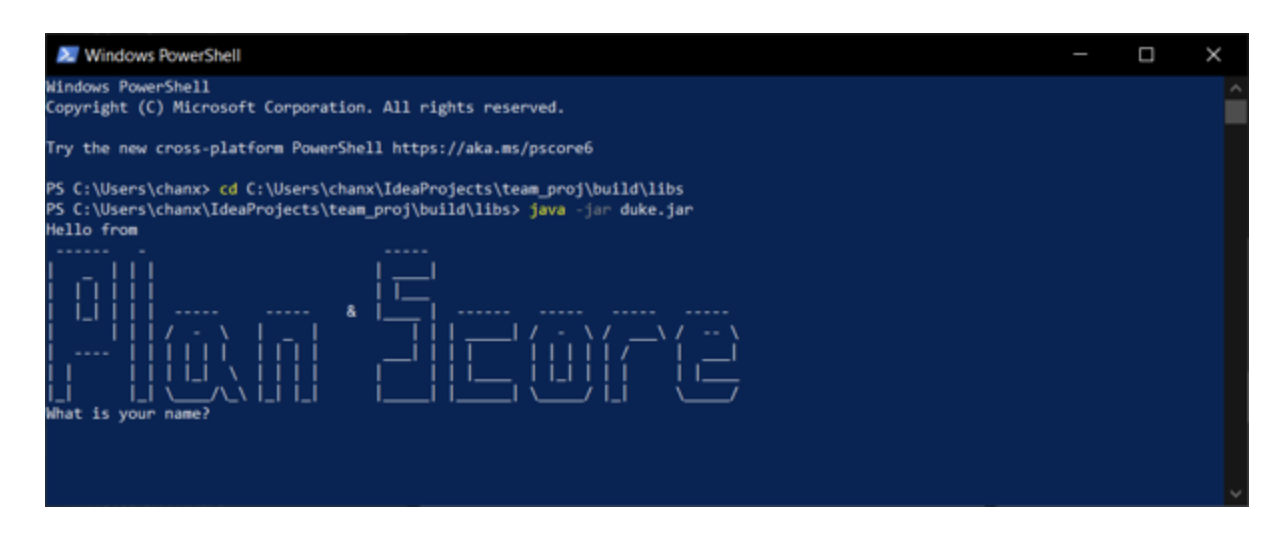 Windows PowerShell
Windows PowerShell
Copyright (C) Microsoft Corporation. All rights reserved.
Try the new cross-platform PowerShell https://aka.ms/pscore6
PS C:\Users\chanx> cd C:\Users\chanx\IdeaProjects\team_proj\build\libs
PS C:\Users\chanx\IdeaProjects\team_proj\build\libs> java -jar duke.jar
Hello from
Plan & Score
What is your name?